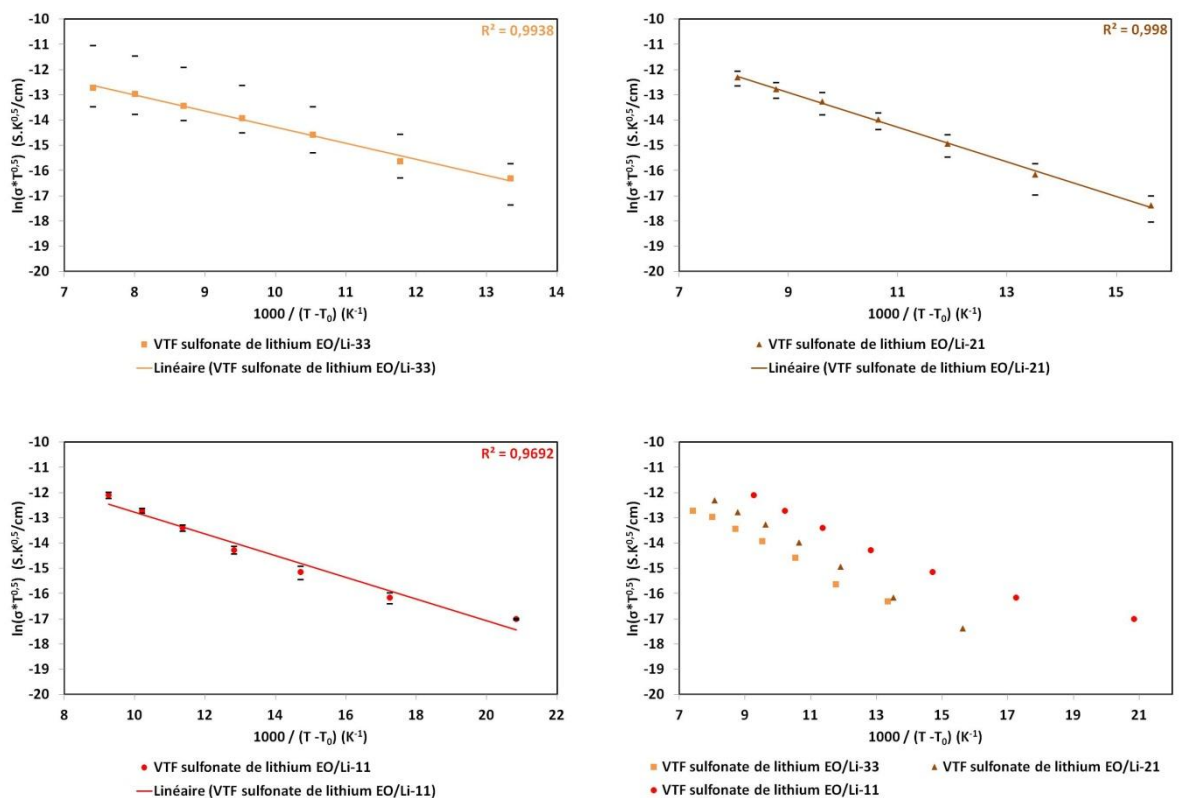 R² = 0,9938
-10
-11
-12
-13
-14
-15
-16
-17
-18
-19
-20
ln(σ*T^0,5) (S.K^0,5/cm)
7 8 9 10 11 12 13 14
1000 / (T -T₀) (K⁻¹)
VTF sulfonate de lithium EO/Li-33
Linéaire (VTF sulfonate de lithium EO/Li-33)
R² = 0,998
-10
-11
-12
-13
-14
-15
-16
-17
-18
-19
-20
ln(σ*T^0,5) (S.K^0,5/cm)
7 9 11 13 15
1000 / (T -T₀) (K⁻¹)
VTF sulfonate de lithium EO/Li-21
Linéaire (VTF sulfonate de lithium EO/Li-21)
R² = 0,9692
-10
-11
-12
-13
-14
-15
-16
-17
-18
-19
-20
ln(σ*T^0,5) (S.K^0,5/cm)
8 10 12 14 16 18 20 22
1000 / (T -T₀) (K⁻¹)
VTF sulfonate de lithium EO/Li-11
Linéaire (VTF sulfonate de lithium EO/Li-11)
-10
-11
-12
-13
-14
-15
-16
-17
-18
-19
-20
ln(σ*T^0,5) (S.K^0,5/cm)
7 9 11 13 15 17 19 21
1000 / (T -T₀) (K⁻¹)
VTF sulfonate de lithium EO/Li-33 VTF sulfonate de lithium EO/Li-21
VTF sulfonate de lithium EO/Li-11